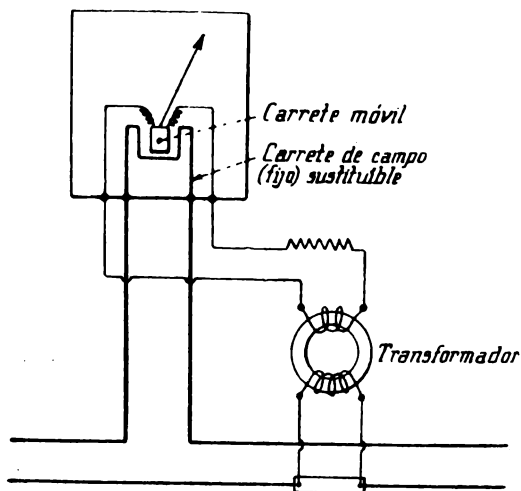 Carrete móvil
Carrete de campo
(fijo) sustituible
Transformador